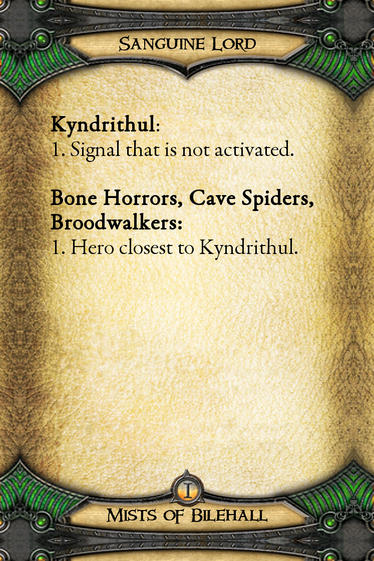 Sanguine Lord
Kyndrithul:
1. Signal that is not activated.
Bone Horrors, Cave Spiders,
Broodwalkers:
1. Hero closest to Kyndrithul.
I
Mists of Bilehall